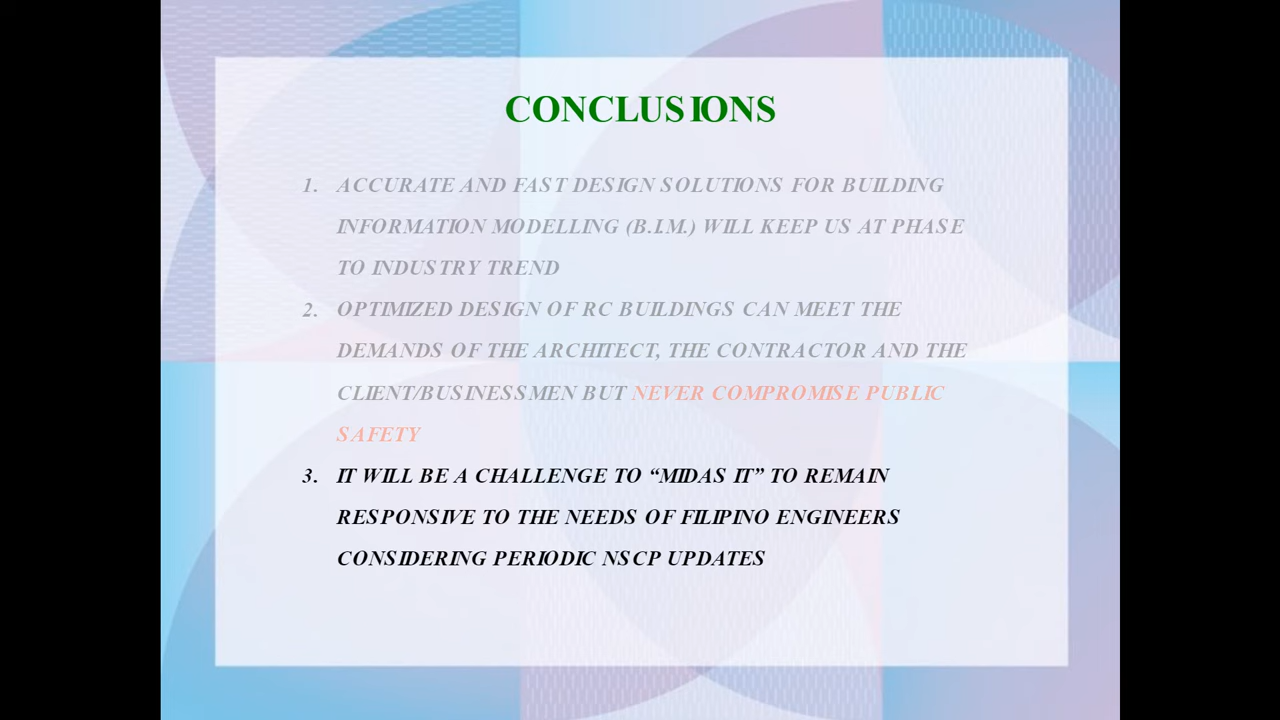 CONCLUSIONS
1. ACCURATE AND FAST DESIGN SOLUTIONS FOR BUILDING
INFORMATION MODELLING (B.I.M.) WILL KEEP US AT PHASE
TO INDUSTRY TREND
2. OPTIMIZED DESIGN OF RC BUILDINGS CAN MEET THE
DEMANDS OF THE ARCHITECT, THE CONTRACTOR AND THE
CLIENT/BUSINESSMEN BUT NEVER COMPROMISE PUBLIC
SAFETY
3. IT WILL BE A CHALLENGE TO “MIDAS IT” TO REMAIN
RESPONSIVE TO THE NEEDS OF FILIPINO ENGINEERS
CONSIDERING PERIODIC NSCP UPDATES